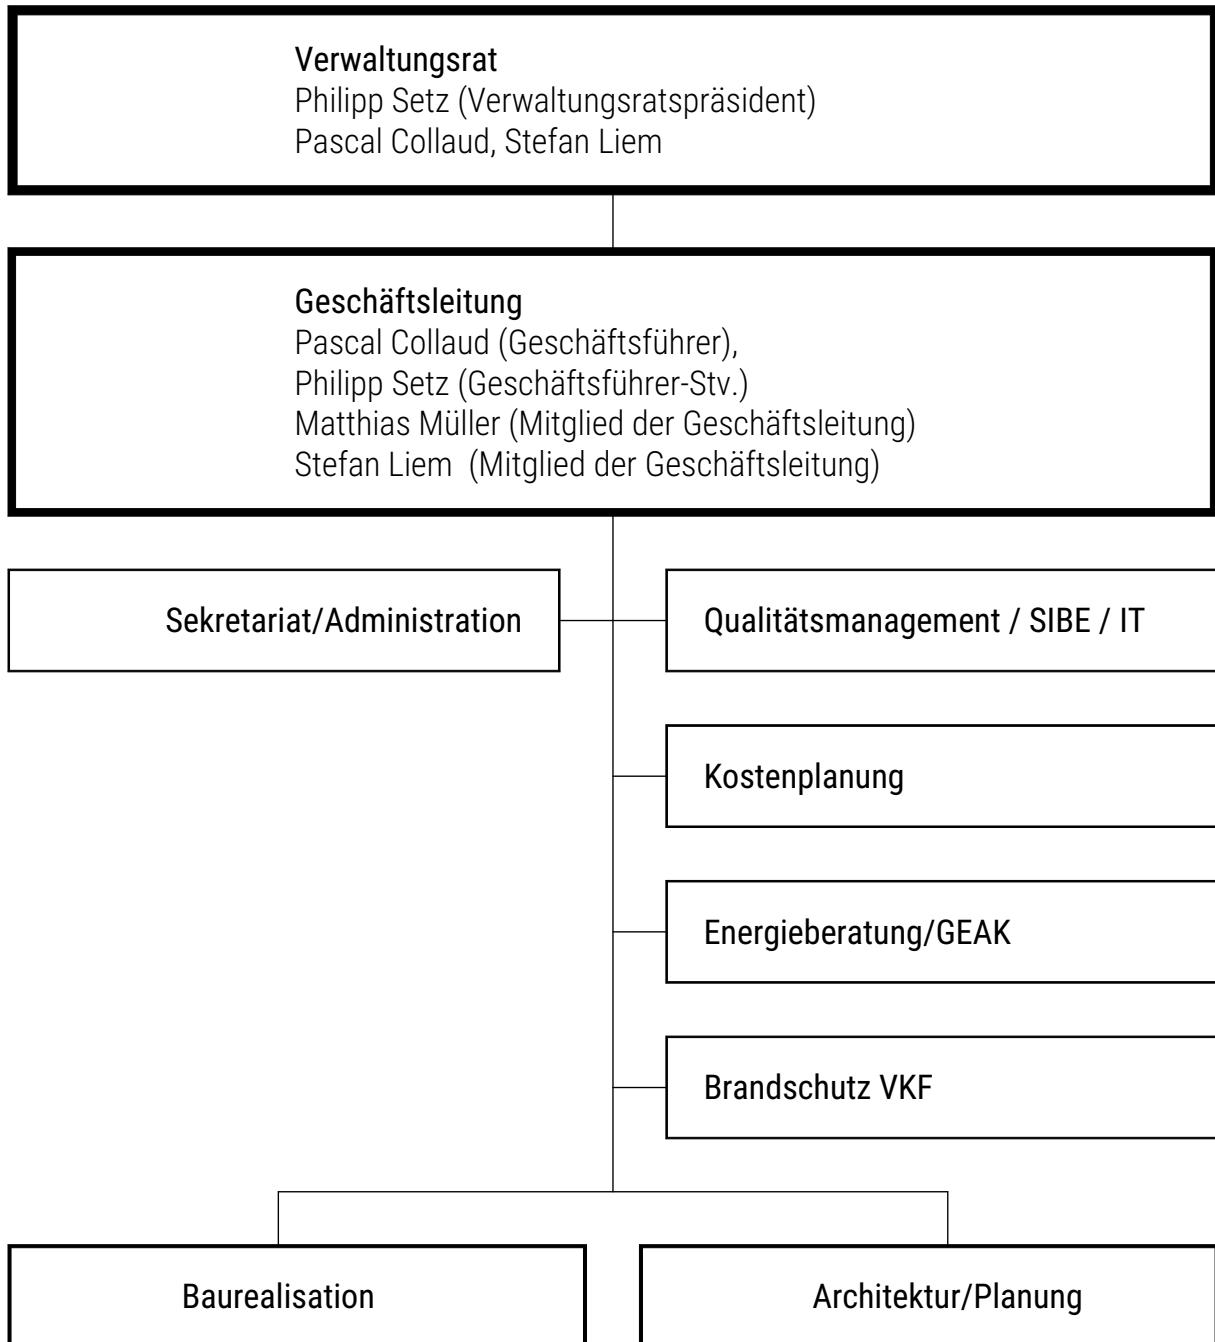 Verwaltungsrat
Philipp Setz (Verwaltungsratspräsident)
Pascal Collaud, Stefan Liem
Geschäftsleitung
Pascal Collaud (Geschäftsführer),
Philipp Setz (Geschäftsführer-Stv.)
Matthias Müller (Mitglied der Geschäftsleitung)
Stefan Liem  (Mitglied der Geschäftsleitung)
Sekretariat/Administration
Qualitätsmanagement / SIBE / IT
Kostenplanung
Energieberatung/GEAK
Brandschutz VKF
Baurealisation
Architektur/Planung